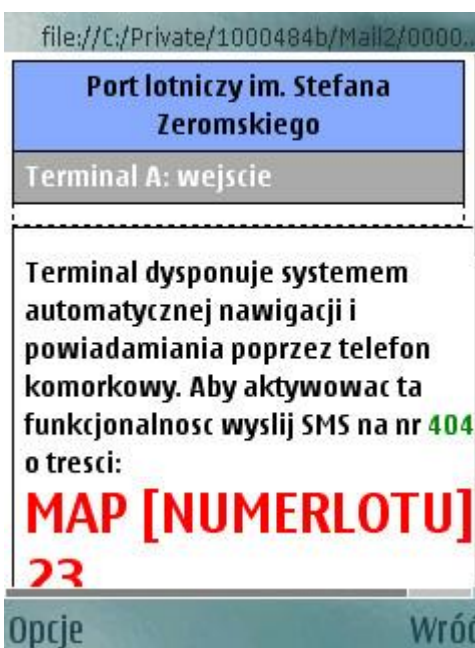 file://C:/Private/1000484b/Mail2/0000..
Port lotniczy im. Stefana
Zeromskiego
Terminal A: wejscie
Terminal dysponuje systemem
automatycznej nawigacji i
powiadamiania poprzez telefon
komorkowy. Aby aktywowac ta
funkcjonalnosc wyslij SMS na nr 404
o tresci:
MAP [NUMERLOTU]
23
Opcje Wróć